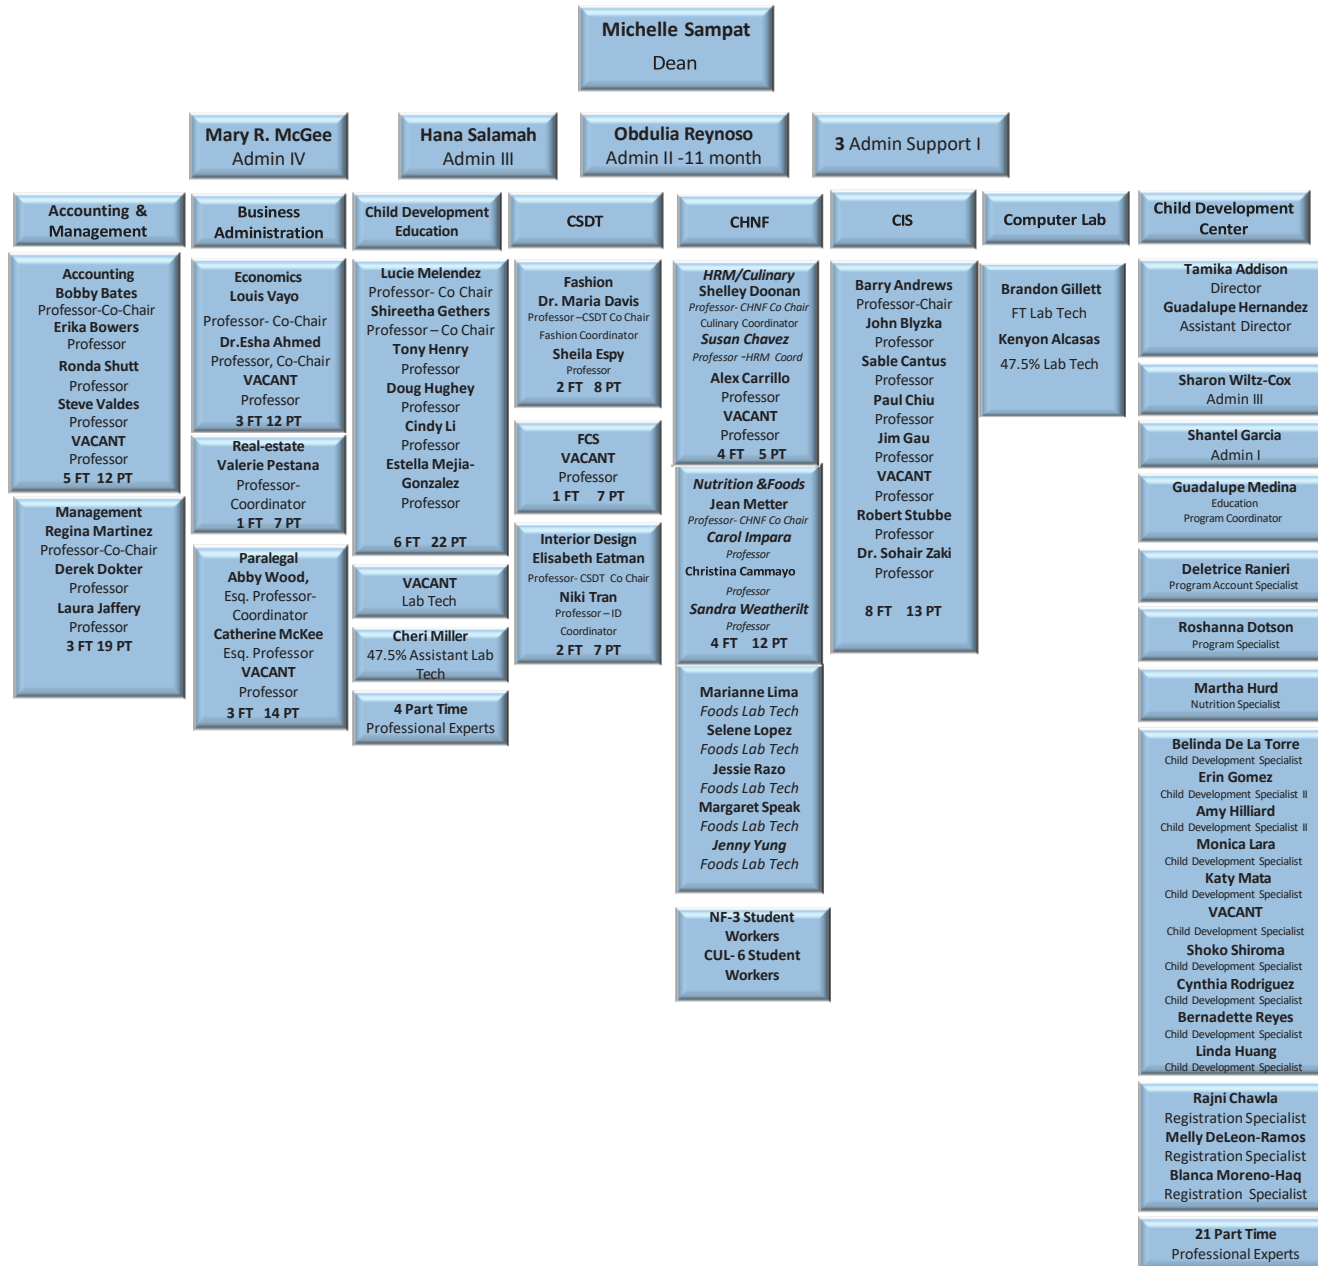 Michelle Sampat
Dean
Mary R. McGee
Admin IV
Hana Salamah
Admin III
Obdulia Reynoso
Admin II -11 month
3 Admin Support I
Accounting &
Management
Business
Administration
Child Development
Education
CSDT
CHNF
CIS
Computer Lab
Child Development
Center
Accounting
Bobby Bates
Professor-Co-Chair
Erika Bowers
Professor
Ronda Shutt
Professor
Steve Valdes
Professor
VACANT
Professor
5 FT 12 PT
Management
Regina Martinez
Professor-Co-Chair
Derek Dokter
Professor
Laura Jaffery
Professor
3 FT 19 PT
Economics
Louis Vayo
Professor- Co-Chair
Dr.Esha Ahmed
Professor, Co-Chair
VACANT
Professor
3 FT 12 PT
Real-estate
Valerie Pestana
Professor-
Coordinator
1 FT 7 PT
Paralegal
Abby Wood,
Esq. Professor-
Coordinator
Catherine McKee
Esq. Professor
VACANT
Professor
3 FT 14 PT
Lucie Melendez
Professor- Co Chair
Shireetha Gethers
Professor – Co Chair
Tony Henry
Professor
Doug Hughey
Professor
Cindy Li
Professor
Estella Mejia-
Gonzalez
Professor
6 FT 22 PT
VACANT
Lab Tech
Cheri Miller
47.5% Assistant Lab
Tech
4 Part Time
Professional Experts
Fashion
Dr. Maria Davis
Professor –CSDT Co Chair
Fashion Coordinator
Sheila Espy
Professor
2 FT 8 PT
FCS
VACANT
Professor
1 FT 7 PT
Interior Design
Elisabeth Eatman
Professor- CSDT Co Chair
Niki Tran
Professor – ID
Coordinator
2 FT 7 PT
HRM/Culinary
Shelley Doonan
Professor- CHNF Co Chair
Culinary Coordinator
Susan Chavez
Professor -HRM Coord
Alex Carrillo
Professor
VACANT
Professor
4 FT 5 PT
Nutrition &Foods
Jean Metter
Professor- CHNF Co Chair
Carol Impara
Professor
Christina Cammayo
Professor
Sandra Weatherilt
Professor
4 FT 12 PT
Marianne Lima
Foods Lab Tech
Selene Lopez
Foods Lab Tech
Jessie Razo
Foods Lab Tech
Margaret Speak
Foods Lab Tech
Jenny Yung
Foods Lab Tech
NF-3 Student
Workers
CUL- 6 Student
Workers
Barry Andrews
Professor-Chair
John Blyzka
Professor
Sable Cantus
Professor
Paul Chiu
Professor
Jim Gau
Professor
VACANT
Professor
Robert Stubbe
Professor
Dr. Sohair Zaki
Professor
8 FT 13 PT
Brandon Gillett
FT Lab Tech
Kenyon Alcasas
47.5% Lab Tech
Tamika Addison
Director
Guadalupe Hernandez
Assistant Director
Sharon Wiltz-Cox
Admin III
Shantel Garcia
Admin I
Guadalupe Medina
Education
Program Coordinator
Deletrice Ranieri
Program Account Specialist
Roshanna Dotson
Program Specialist
Martha Hurd
Nutrition Specialist
Belinda De La Torre
Child Development Specialist
Erin Gomez
Child Development Specialist II
Amy Hilliard
Child Development Specialist II
Monica Lara
Child Development Specialist
Katy Mata
Child Development Specialist
VACANT
Child Development Specialist
Shoko Shiroma
Child Development Specialist
Cynthia Rodriguez
Child Development Specialist
Bernadette Reyes
Child Development Specialist
Linda Huang
Child Development Specialist
Rajni Chawla
Registration Specialist
Melly DeLeon-Ramos
Registration Specialist
Blanca Moreno-Haq
Registration Specialist
21 Part Time
Professional Experts